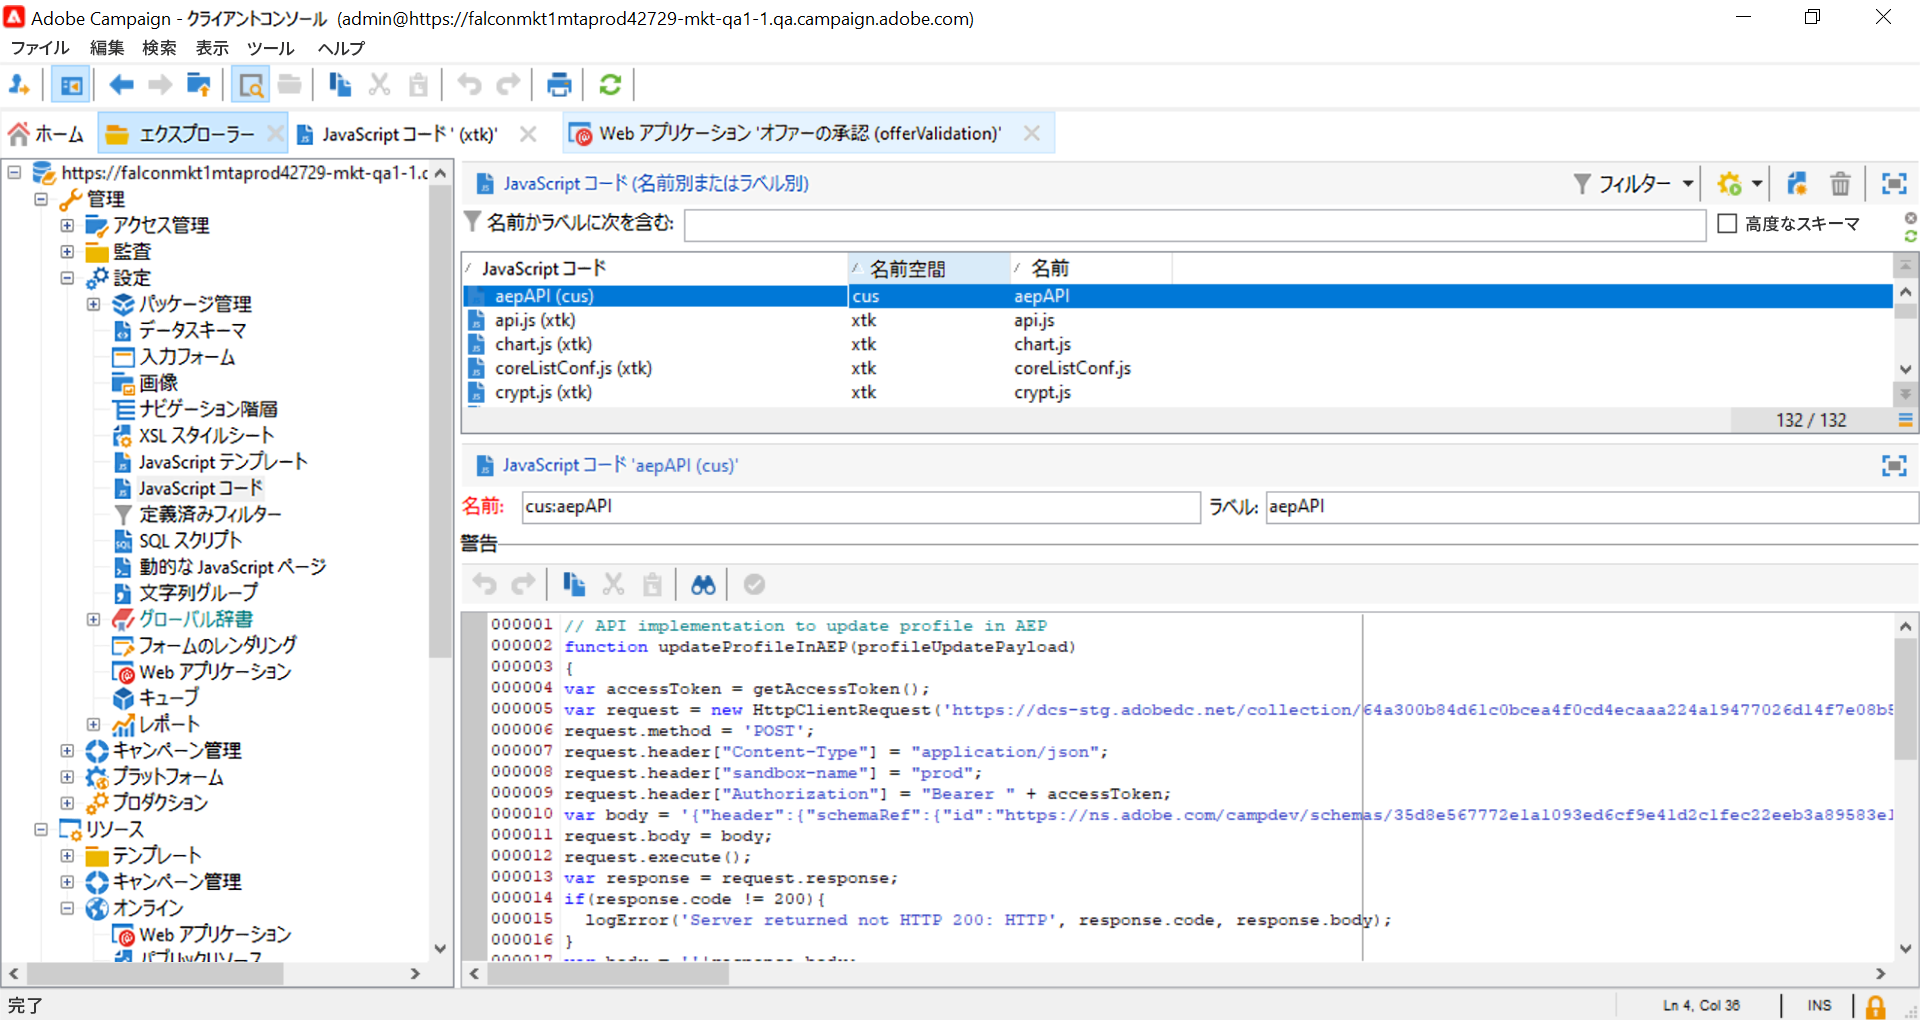 Adobe Campaign - クライアントコンソール (admin@https://falconmkt1mtaprod42729-mkt-qa1-1.qa.campaign.adobe.com)
ファイル 編集 検索 表示 ツール ヘルプ
ホーム エクスプローラー JavaScript コード ' (xtk)' Web アプリケーション 'オファーの承認 (offerValidation)'
https://falconmkt1mtaprod42729-mkt-qa1-1.c
管理
アクセス管理
監査
設定
パッケージ管理
データスキーマ
入力フォーム
画像
ナビゲーション階層
XSL スタイルシート
JavaScript テンプレート
JavaScript コード
定義済みフィルター
SQL スクリプト
動的な JavaScript ページ
文字列グループ
グローバル辞書
フォームのレンダリング
Web アプリケーション
キューブ
レポート
キャンペーン管理
プラットフォーム
プロダクション
リソース
テンプレート
キャンペーン管理
オンライン
Web アプリケーション
パブリックリソース
JavaScript コード (名前別またはラベル別) フィルター
名前かラベルに次を含む: 高度なスキーマ
JavaScript コード 名前空間 名前
aepAPI (cus) cus aepAPI
api.js (xtk) xtk api.js
chart.js (xtk) xtk chart.js
coreListConf.js (xtk) xtk coreListConf.js
crypt.js (xtk) xtk crypt.js
132 / 132
JavaScript コード 'aepAPI (cus)'
名前: cus:aepAPI ラベル: aepAPI
警告
000001 // API implementation to update profile in AEP
000002 function updateProfileInAEP(profileUpdatePayload)
000003 {
000004 var accessToken = getAccessToken();
000005 var request = new HttpClientRequest('https://dcs-stg.adobedc.net/collection/64a300b84d61c0bcea4f0cd4ecaaa224a19477026d14f7e08b5
000006 request.method = 'POST';
000007 request.header["Content-Type"] = "application/json";
000008 request.header["sandbox-name"] = "prod";
000009 request.header["Authorization"] = "Bearer " + accessToken;
000010 var body = '{"header":{"schemaRef":{"id":"https://ns.adobe.com/campdev/schemas/35d8e567772e1a1093ed6cf9e41d2c1fec22eeb3a89583e1
000011 request.body = body;
000012 request.execute();
000013 var response = request.response;
000014 if(response.code != 200){
000015 logError('Server returned not HTTP 200: HTTP', response.code, response.body);
000016 }
000017 var body = ''+response.body;
完了 Ln 4, Col 36 INS